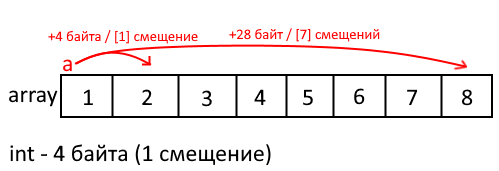 +4 байта / [1] смещение
+28 байт / [7] смещений
a
array 1 2 3 4 5 6 7 8
int - 4 байта (1 смещение)